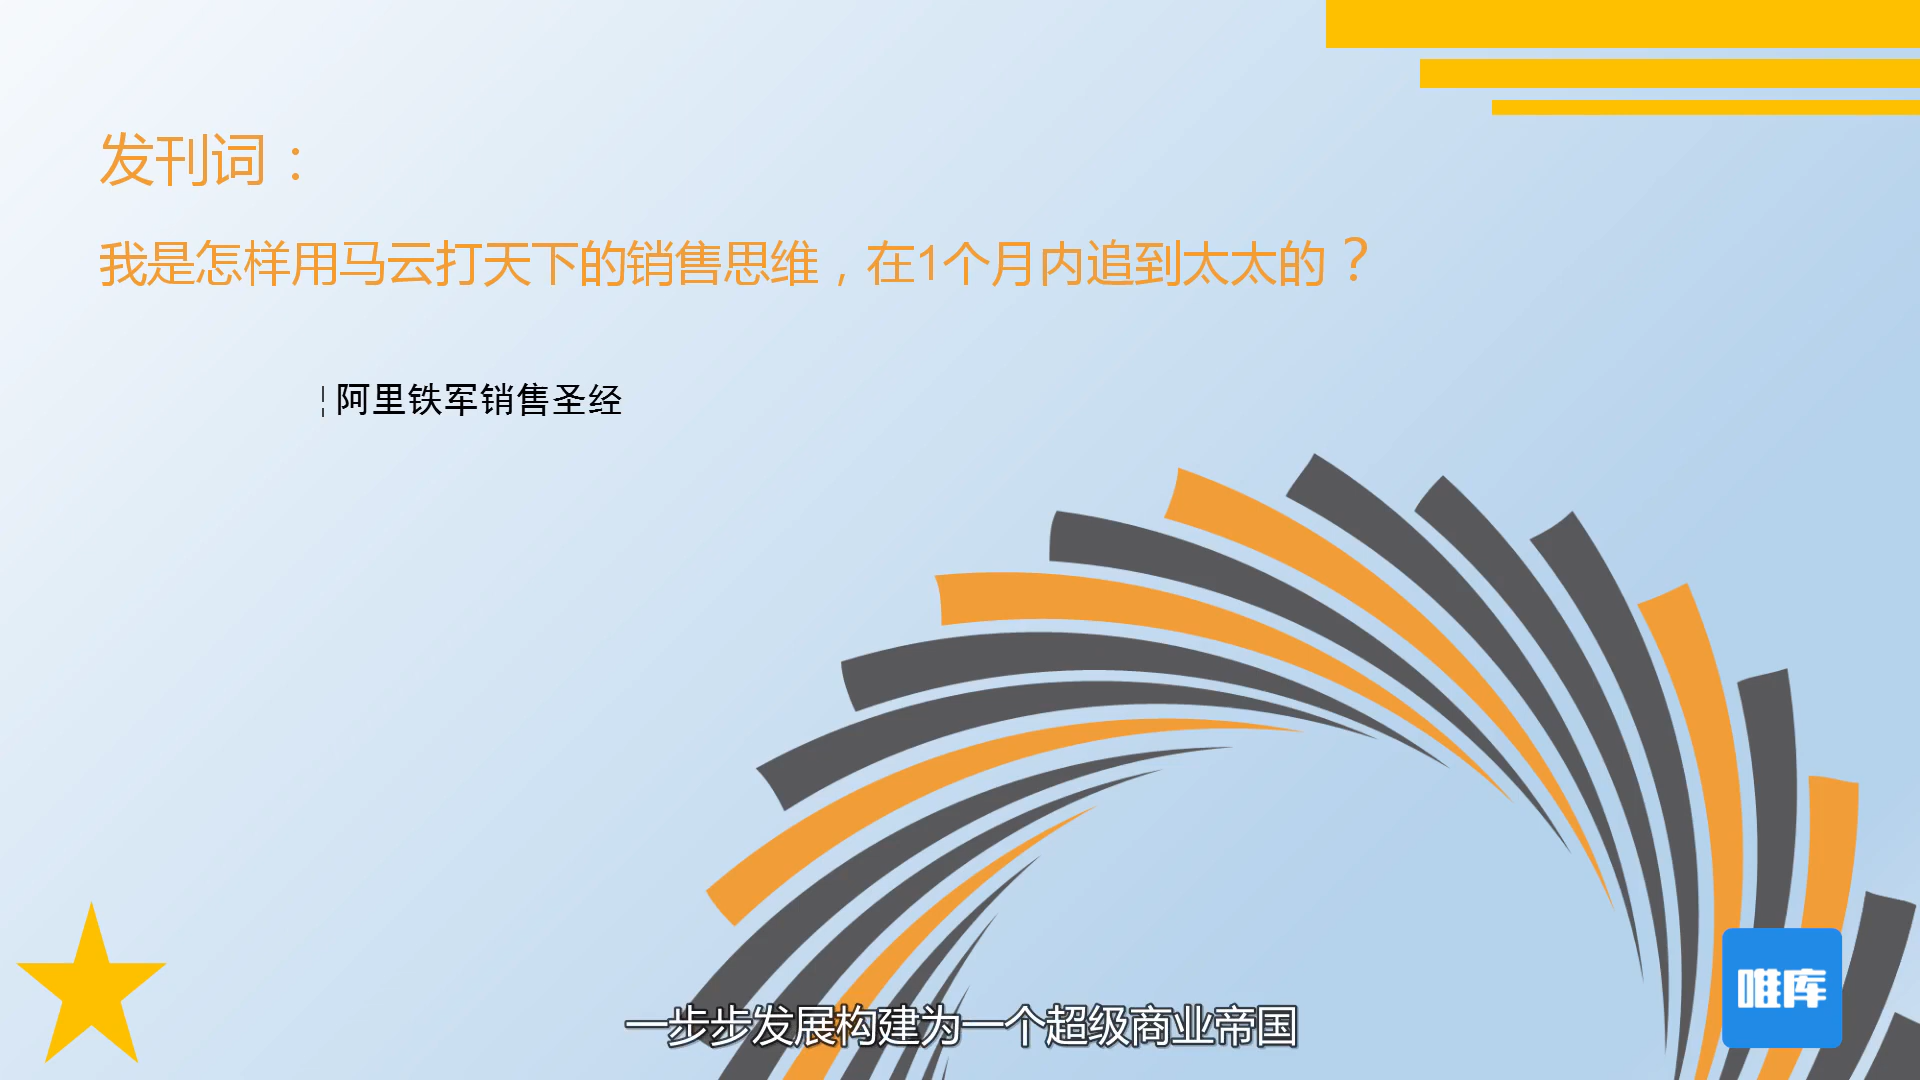 发刊词：
我是怎样用马云打天下的销售思维，在1个月内追到太太的？
阿里铁军销售圣经
唯库
一步步发展构建为一个超级商业帝国